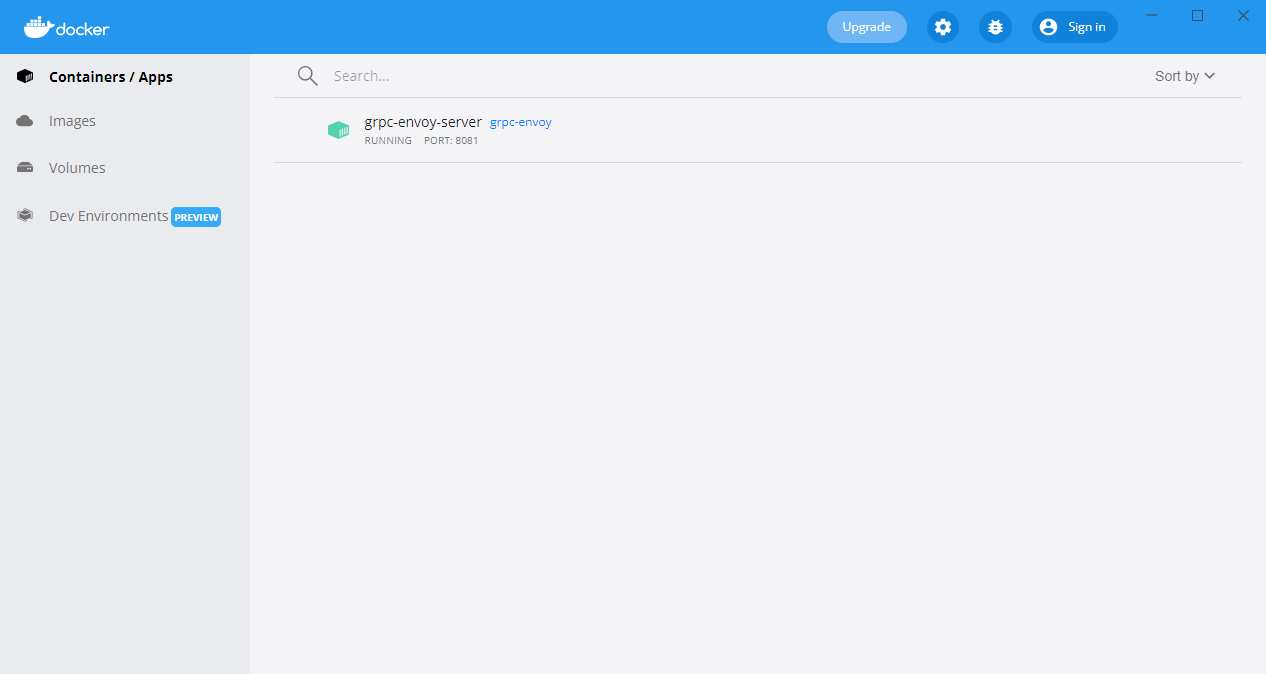 docker
Upgrade
Sign in
Containers / Apps
Images
Volumes
Dev Environments PREVIEW
Search...
Sort by
grpc-envoy-server grpc-envoy
RUNNING PORT: 8081